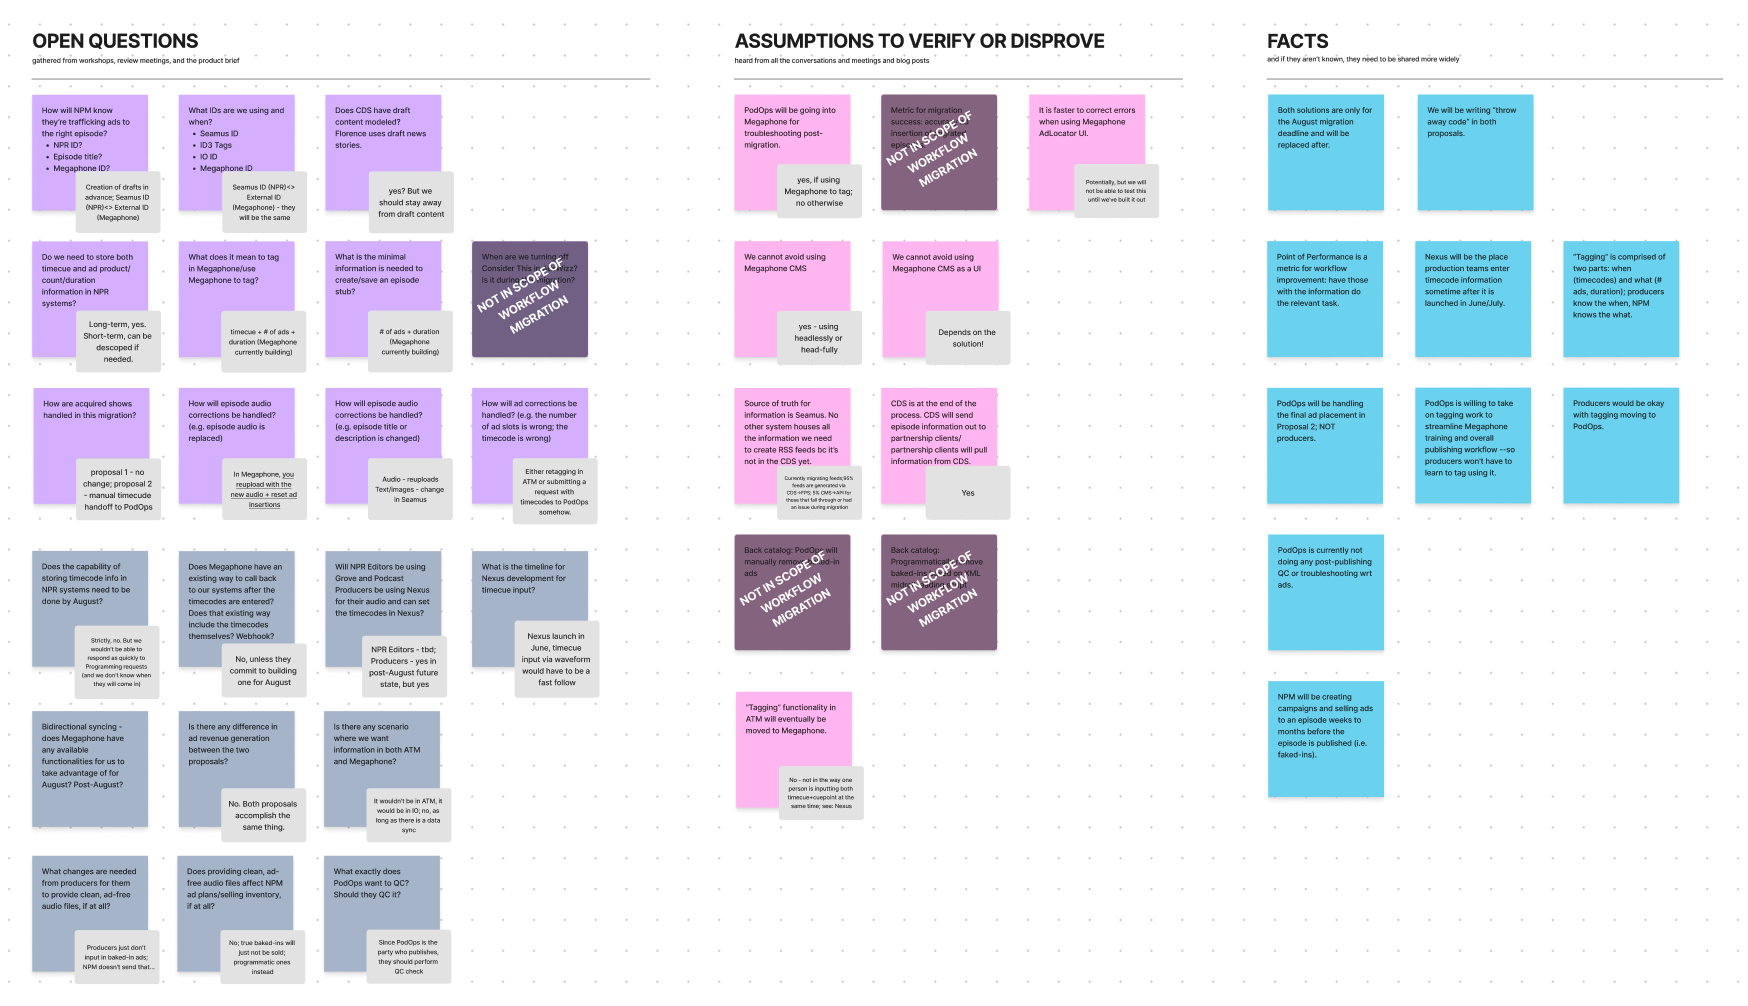 OPEN QUESTIONS
gathered from workshops, review meetings, and the product brief
How will NPM know
they're trafficking ads to
the right episode?
• NPR ID?
• Episode title?
• Megaphone ID?
Creation of drafts in
advance; Seamus ID
(NPR)<> External ID
(Megaphone)
What IDs are we using and
when?
• Seamus ID
• ID3 Tags
• IO ID
• Megaphone ID
Seamus ID (NPR)<>
External ID
(Megaphone) - they
will be the same
Does CDS have draft
content modeled?
Florence uses draft news
stories.
yes? But we
should stay away
from draft content
Do we need to store both
timecue and ad product/
count/duration
information in NPR
systems?
Long-term, yes.
Short-term, can be
descoped if
needed.
What does it mean to tag
in Megaphone/use
Megaphone to tag?
timecue + # of ads +
duration (Megaphone
currently building)
What is the minimal
information is needed to
create/save an episode
stub?
# of ads + duration
(Megaphone
currently building)
When are we turning off
Consider This in
Is it during
NOT IN SCOPE OF
WORKFLOW
MIGRATION
How are acquired shows
handled in this migration?
proposal 1 - no
change; proposal 2
- manual timecude
handoff to PodOps
How will episode audio
corrections be handled?
(e.g. episode audio is
replaced)
In Megaphone, you
reupload with the
new audio + reset ad
insertions
How will episode audio
corrections be handled?
(e.g. episode title or
description is changed)
Audio - reuploads
Text/images - change
in Seamus
How will ad corrections be
handled? (e.g. the number
of ad slots is wrong; the
timecode is wrong)
Either retagging in
ATM or submitting a
request with
timecodes to PodOps
somehow.
Does the capability of
storing timecode info in
NPR systems need to be
done by August?
Strictly, no. But we
wouldn't be able to
respond as quickly to
Programming requests
(and we don't know when
they will come in)
Does Megaphone have an
existing way to call back
to our systems after the
timecodes are entered?
Does that existing way
include the timecodes
themselves? Webhook?
No, unless they
commit to building
one for August
Will NPR Editors be using
Grove and Podcast
Producers be using Nexus
for their audio and can set
the timecodes in Nexus?
NPR Editors - tbd;
Producers - yes in
post-August future
state, but yes
What is the timeline for
Nexus development for
timecue input?
Nexus launch in
June, timecue
input via waveform
would have to be a
fast follow
Bidirectional syncing -
does Megaphone have
any available
functionalities for us to
take advantage of for
August? Post-August?
Is there any difference in
ad revenue generation
between the two
proposals?
No. Both proposals
accomplish the
same thing.
Is there any scenario
where we want
information in both ATM
and Megaphone?
It wouldn't be in ATM, it
would be in IO; no, as
long as there is a data
sync
What changes are needed
from producers for them
to provide clean, ad-free
audio files, if at all?
Producers just don't
input in baked-in ads;
NPM doesn't send that...
Does providing clean, ad-
free audio files affect NPM
ad plans/selling inventory,
if at all?
No; true baked-ins will
just not be sold;
programmatic ones
instead
What exactly does
PodOps want to QC?
Should they QC it?
Since PodOps is the
party who publishes,
they should perform
QC check
ASSUMPTIONS TO VERIFY OR DISPROVE
heard from all the conversations and meetings and blog posts
PodOps will be going into
Megaphone for
troubleshooting post-
migration.
yes, if using
Megaphone to tag;
no otherwise
Metric for migration
success:
insertion
NOT IN SCOPE OF
WORKFLOW
MIGRATION
It is faster to correct errors
when using Megaphone
AdLocator UI.
Potentially, but we will
not be able to test this
until we've built it out
We cannot avoid using
Megaphone CMS
yes - using
headlessly or
head-fully
We cannot avoid using
Megaphone CMS as a UI
Depends on the
solution!
Source of truth for
information is Seamus. No
other system houses all
the information we need
to create RSS feeds bc it's
not in the CDS yet.
Currently migrating feeds;95%
feeds are generated via
CDS->FPS; 5% CMS->API for
those that fall through or had
an issue during migration
CDS is at the end of the
process. CDS will send
episode information out to
partnership clients/
partnership clients will pull
information from CDS.
Yes
Back catalog: PodOps will
manually remove baked-in
ads
NOT IN SCOPE OF
WORKFLOW
MIGRATION
Back catalog:
Programmatically remove
baked-ins XML
NOT IN SCOPE OF
WORKFLOW
MIGRATION
"Tagging" functionality in
ATM will eventually be
moved to Megaphone.
No - not in the way one
person is inputting both
timecue+cuepoint at the
same time; see: Nexus
FACTS
and if they aren't known, they need to be shared more widely
Both solutions are only for
the August migration
deadline and will be
replaced after.
We will be writing "throw
away code" in both
proposals.
Point of Performance is a
metric for workflow
improvement: have those
with the information do
the relevant task.
Nexus will be the place
production teams enter
timecode information
sometime after it is
launched in June/July.
"Tagging" is comprised of
two parts: when
(timecodes) and what (#
ads, duration); producers
know the when, NPM
knows the what.
PodOps will be handling
the final ad placement in
Proposal 2; NOT
producers.
PodOps is willing to take
on tagging work to
streamline Megaphone
training and overall
publishing workflow --so
producers won't have to
learn to tag using it.
Producers would be okay
with tagging moving to
PodOps.
PodOps is currently not
doing any post-publishing
QC or troubleshooting wrt
ads.
NPM will be creating
campaigns and selling ads
to an episode weeks to
months before the
episode is published (i.e.
faked-ins).